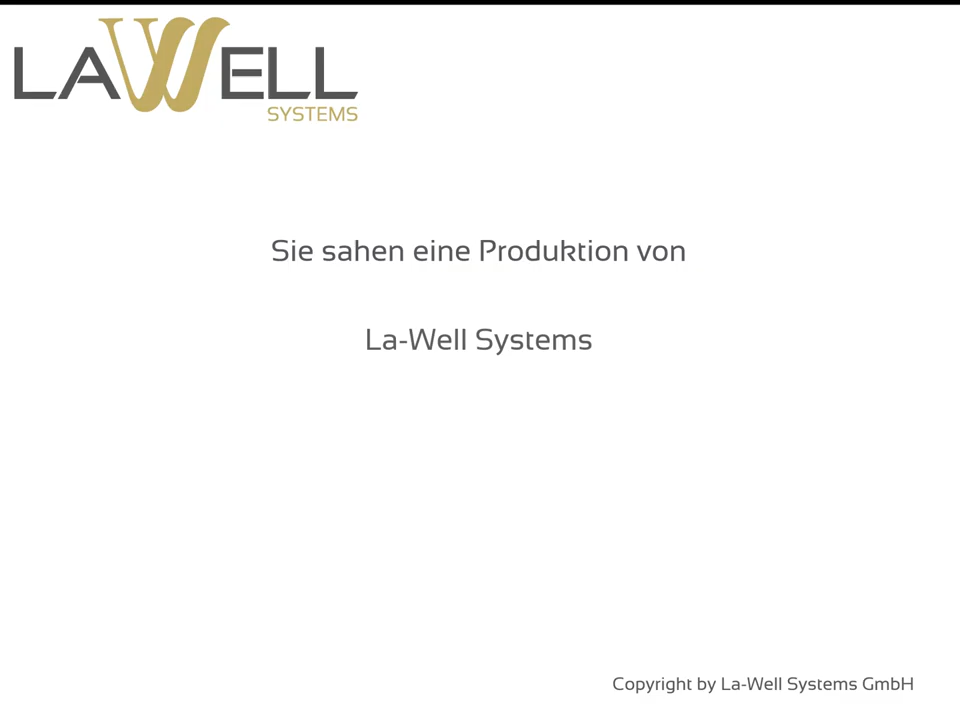 LAWELL
SYSTEMS
Sie sahen eine Produktion von
La-Well Systems
Copyright by La-Well Systems GmbH